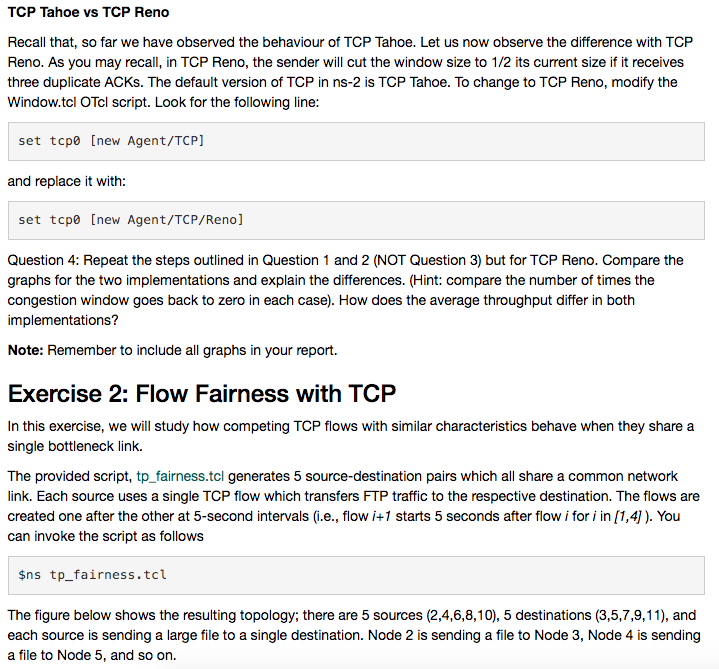 TCP Tahoe vs TCP Reno
Recall that, so far we have observed the behaviour of TCP Tahoe. Let us now observe the difference with TCP
Reno. As you may recall, in TCP Reno, the sender will cut the window size to 1/2 its current size if it receives
three duplicate ACKs. The default version of TCP in ns-2 is TCP Tahoe. To change to TCP Reno, modify the
Window.tcl OTcl script. Look for the following line:
set tcp0 [new Agent/TCP]
and replace it with:
set tcp0 [new Agent/TCP/Reno]
Question 4: Repeat the steps outlined in Question 1 and 2 (NOT Question 3) but for TCP Reno. Compare the
graphs for the two implementations and explain the differences. (Hint: compare the number of times the
congestion window goes back to zero in each case). How does the average throughput differ in both
implementations?
Note: Remember to include all graphs in your report.
Exercise 2: Flow Fairness with TCP
In this exercise, we will study how competing TCP flows with similar characteristics behave when they share a
single bottleneck link.
The provided script, tp_fairness.tcl generates 5 source-destination pairs which all share a common network
link. Each source uses a single TCP flow which transfers FTP traffic to the respective destination. The flows are
created one after the other at 5-second intervals (i.e., flow i+1 starts 5 seconds after flow i for i in [1,4] ). You
can invoke the script as follows
$ns tp_fairness.tcl
The figure below shows the resulting topology; there are 5 sources (2,4,6,8,10), 5 destinations (3,5,7,9,11), and
each source is sending a large file to a single destination. Node 2 is sending a file to Node 3, Node 4 is sending
a file to Node 5, and so on.